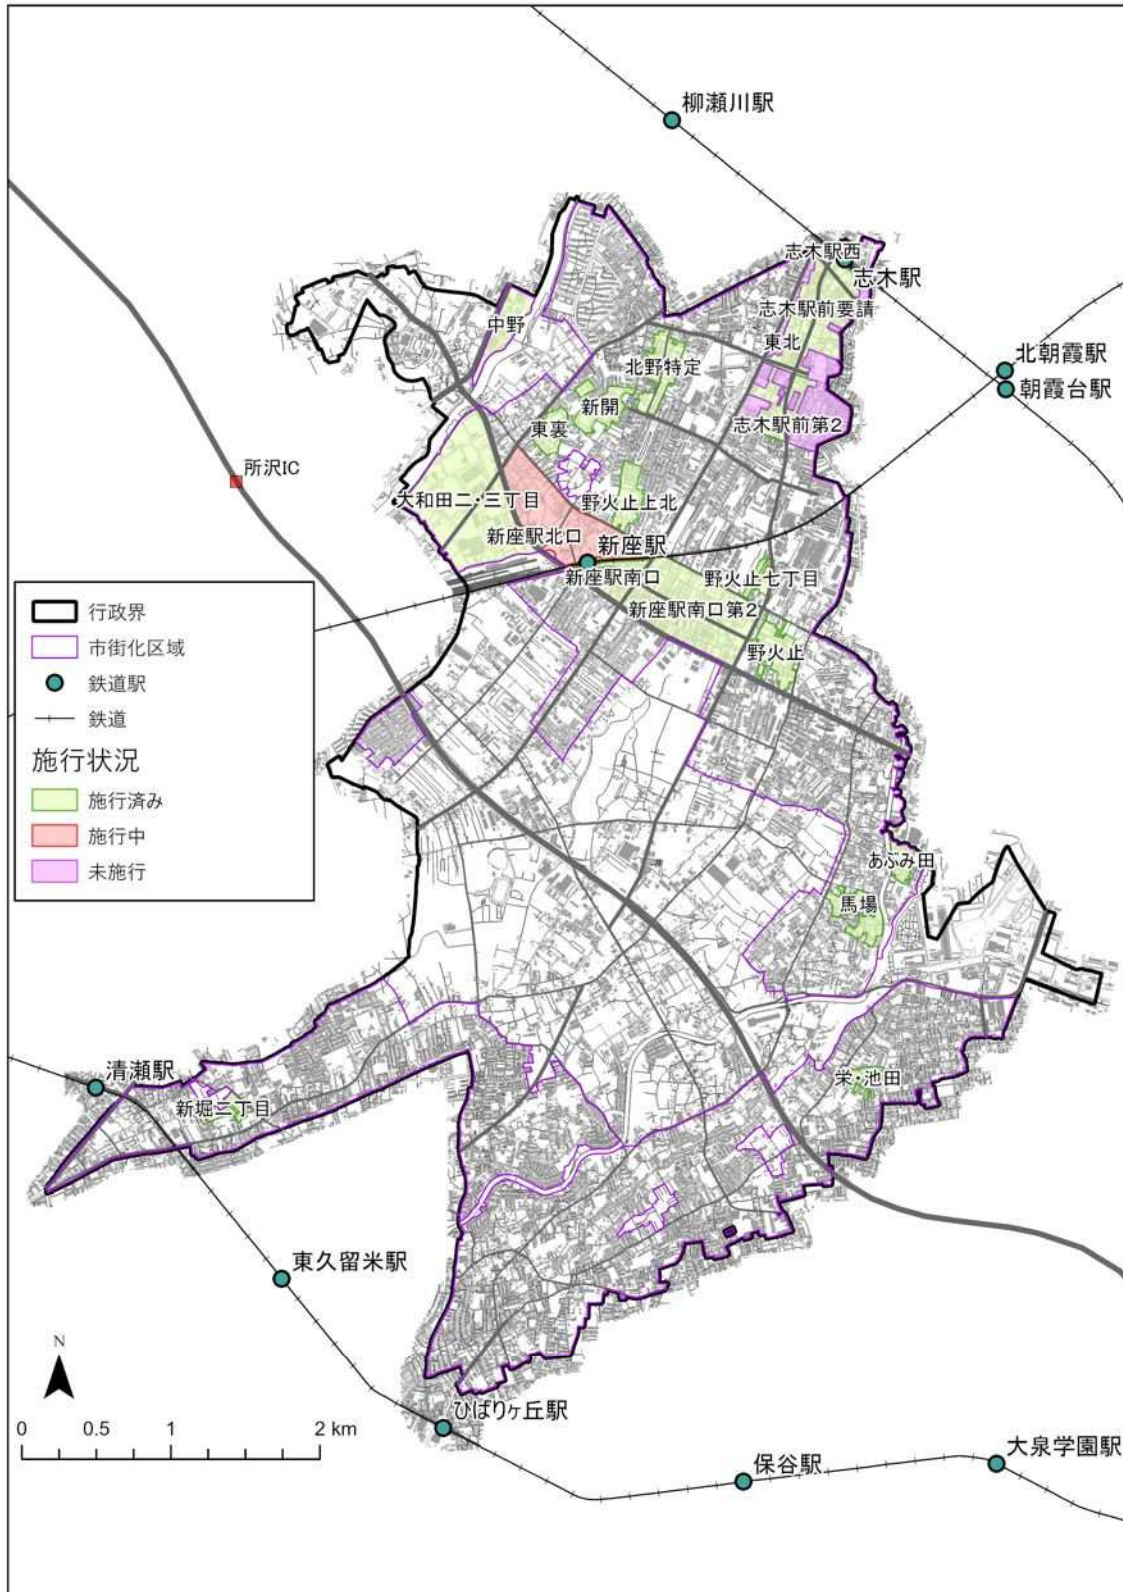 柳瀬川駅
志木駅西
志木駅
志木駅前要請
中野
東北
北朝霞駅
北野特定
朝霞台駅
新開
東裏
志木駅前第2
所沢IC
大和田二・三丁目
野火止上北
新座駅北口
新座駅
新座駅南口
野火止七丁目
新座駅南口第2
野火止
行政界
市街化区域
鉄道駅
鉄道
施行状況
施行済み
施行中
未施行
あぶみ田
馬場
清瀬駅
栄・池田
新堀二丁目
東久留米駅
N
ひばりヶ丘駅
0 0.5 1 2 km
大泉学園駅
保谷駅